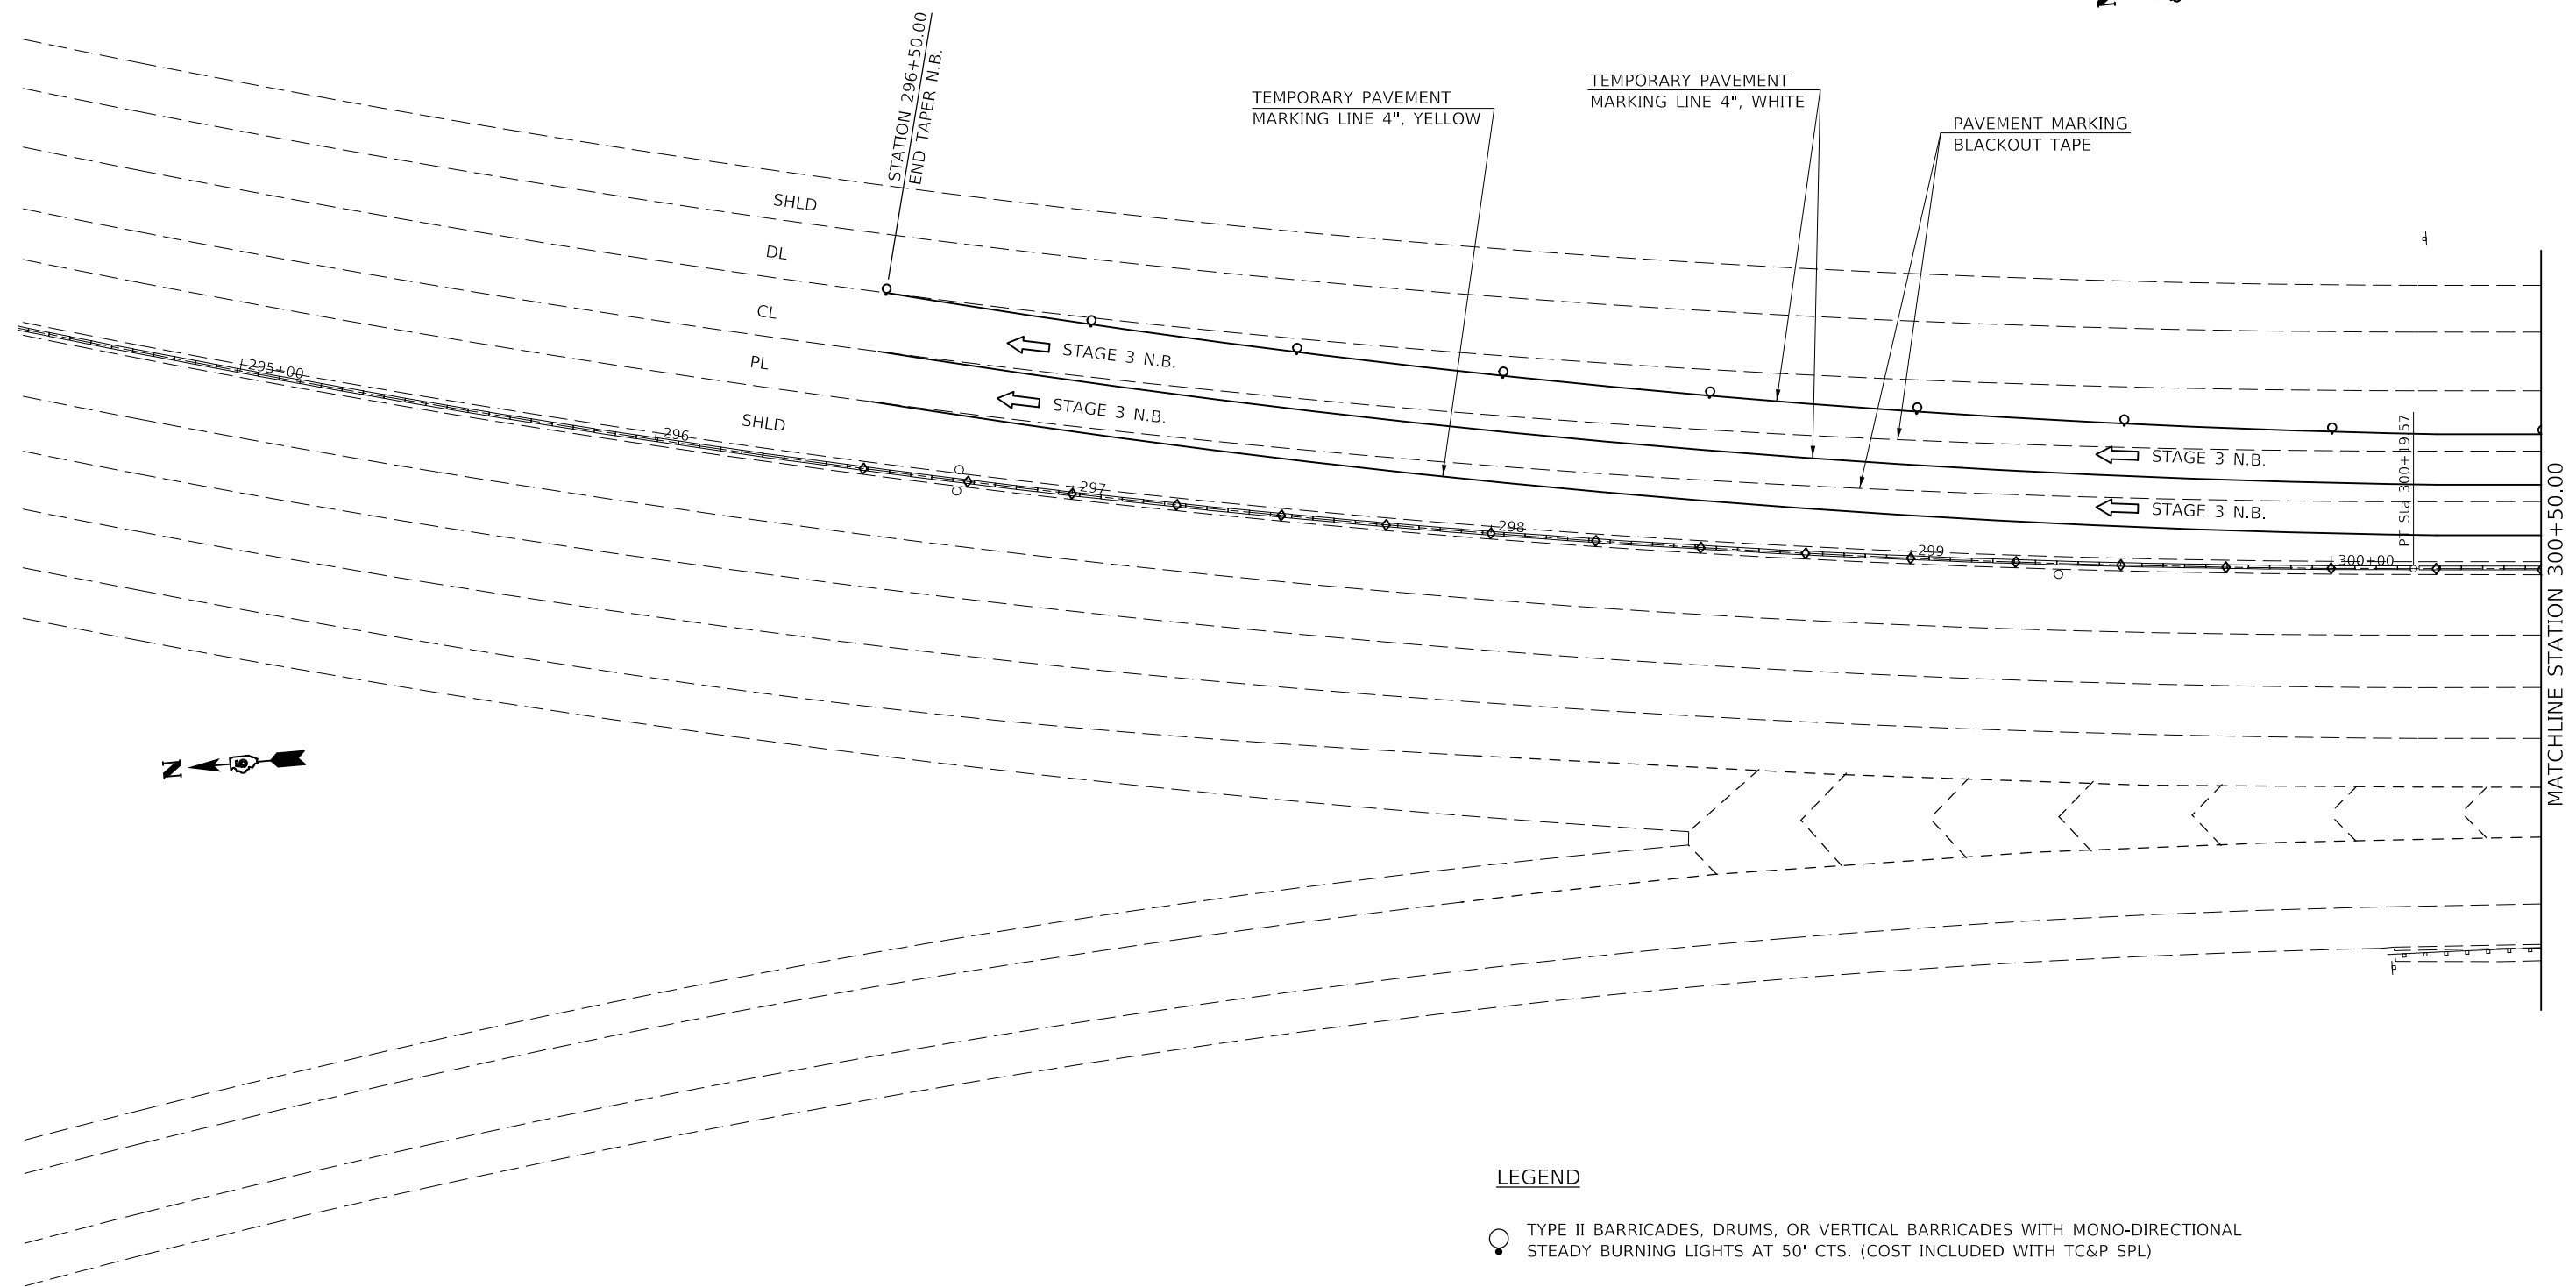 STATION 296+50.00
END TAPER N.B.
TEMPORARY PAVEMENT
MARKING LINE 4", YELLOW
TEMPORARY PAVEMENT
MARKING LINE 4", WHITE
PAVEMENT MARKING
BLACKOUT TAPE
SHLD
DL
CL
PL
SHLD
STAGE 3 N.B.
STAGE 3 N.B.
STAGE 3 N.B.
STAGE 3 N.B.
295+00
296
297
298
299
300+00
PT Sta 300+19.57
MATCHLINE STATION 300+50.00
N
LEGEND
TYPE II BARRICADES, DRUMS, OR VERTICAL BARRICADES WITH MONO-DIRECTIONAL
STEADY BURNING LIGHTS AT 50' CTS. (COST INCLUDED WITH TC&P SPL)